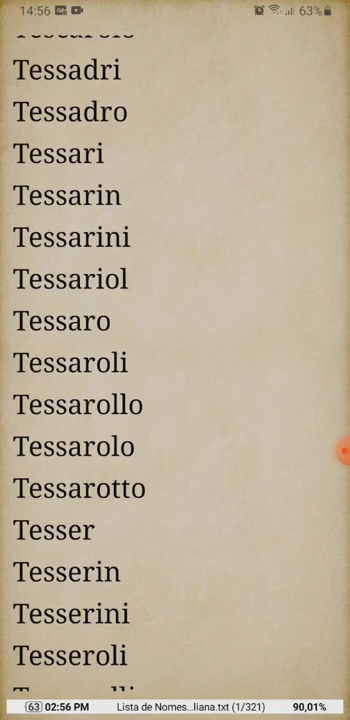 14:56
63%
Tessadri
Tessadro
Tessari
Tessarin
Tessarini
Tessariol
Tessaro
Tessaroli
Tessarollo
Tessarolo
Tessarotto
Tesser
Tesserin
Tesserini
Tesseroli
63 02:56 PM Lista de Nomes...liana.txt (1/321) 90,01%